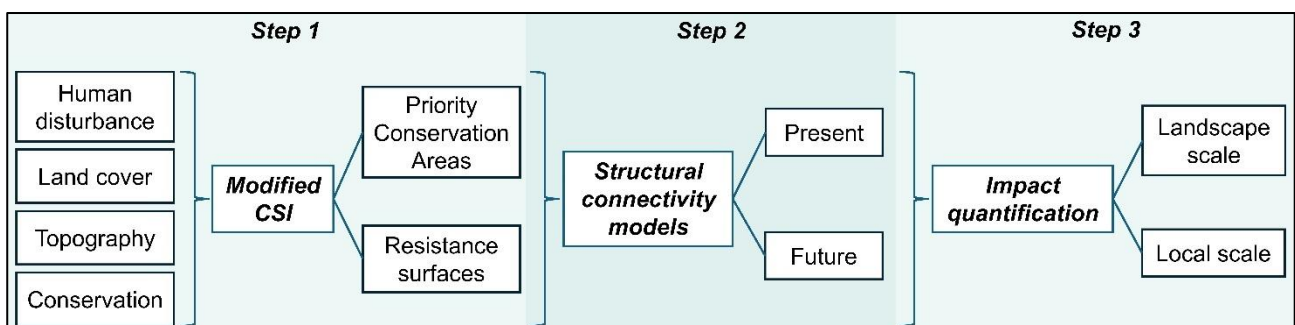 Step 1
Human
disturbance
Land cover
Topography
Conservation
Modified
CSI
Priority
Conservation
Areas
Resistance
surfaces
Step 2
Structural
connectivity
models
Present
Future
Step 3
Impact
quantification
Landscape
scale
Local scale